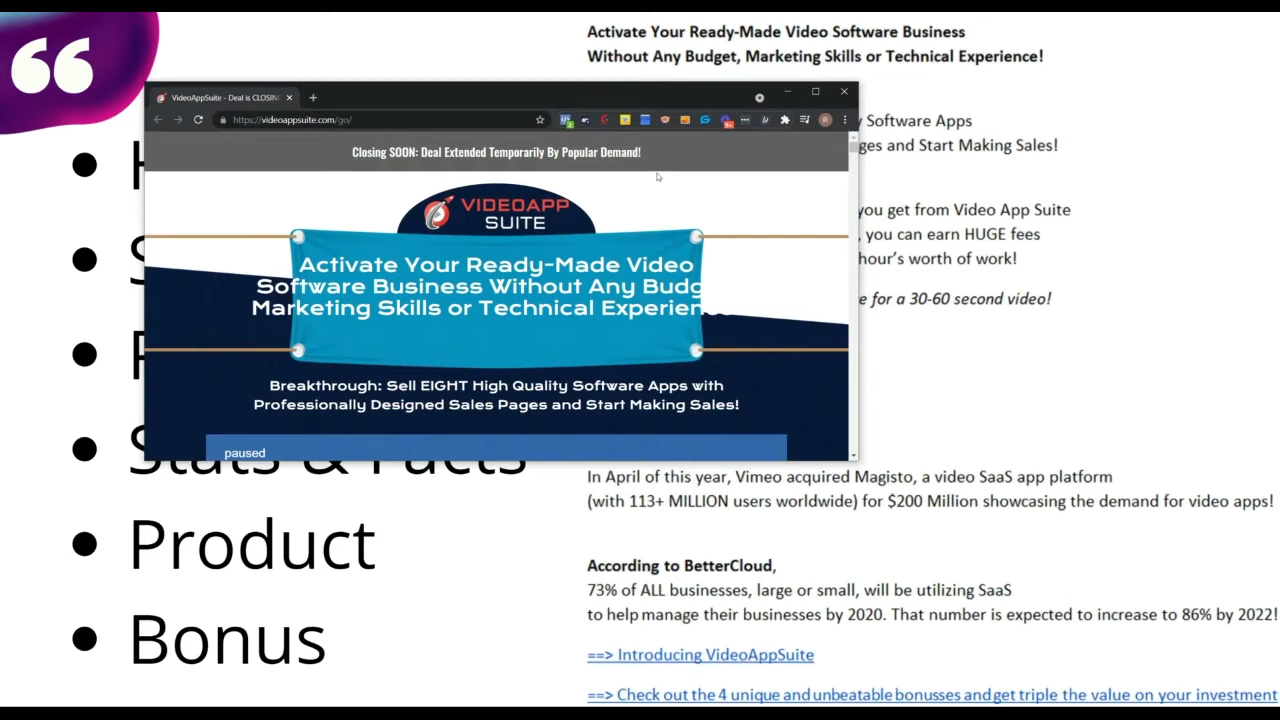 Activate Your Ready-Made Video Software Business
Without Any Budget, Marketing Skills or Technical Experience!
VideoAppSuite - Deal is CLOSING
https://videoappsuite.com/go/
Software Apps
ges and Start Making Sales!
Closing SOON: Deal Extended Temporarily By Popular Demand!
VIDEOAPP
SUITE
you get from Video App Suite
, you can earn HUGE fees
hour's worth of work!
e for a 30-60 second video!
Activate Your Ready-Made Video
Software Business Without Any Budg
Marketing Skills or Technical Experien
Breakthrough: Sell EIGHT High Quality Software Apps with
Professionally Designed Sales Pages and Start Making Sales!
paused
Stats & Facts
Product
Bonus
In April of this year, Vimeo acquired Magisto, a video SaaS app platform
(with 113+ MILLION users worldwide) for $200 Million showcasing the demand for video apps!
According to BetterCloud,
73% of ALL businesses, large or small, will be utilizing SaaS
to help manage their businesses by 2020. That number is expected to increase to 86% by 2022!
==> Introducing VideoAppSuite
==> Check out the 4 unique and unbeatable bonuses and get triple the value on your investment